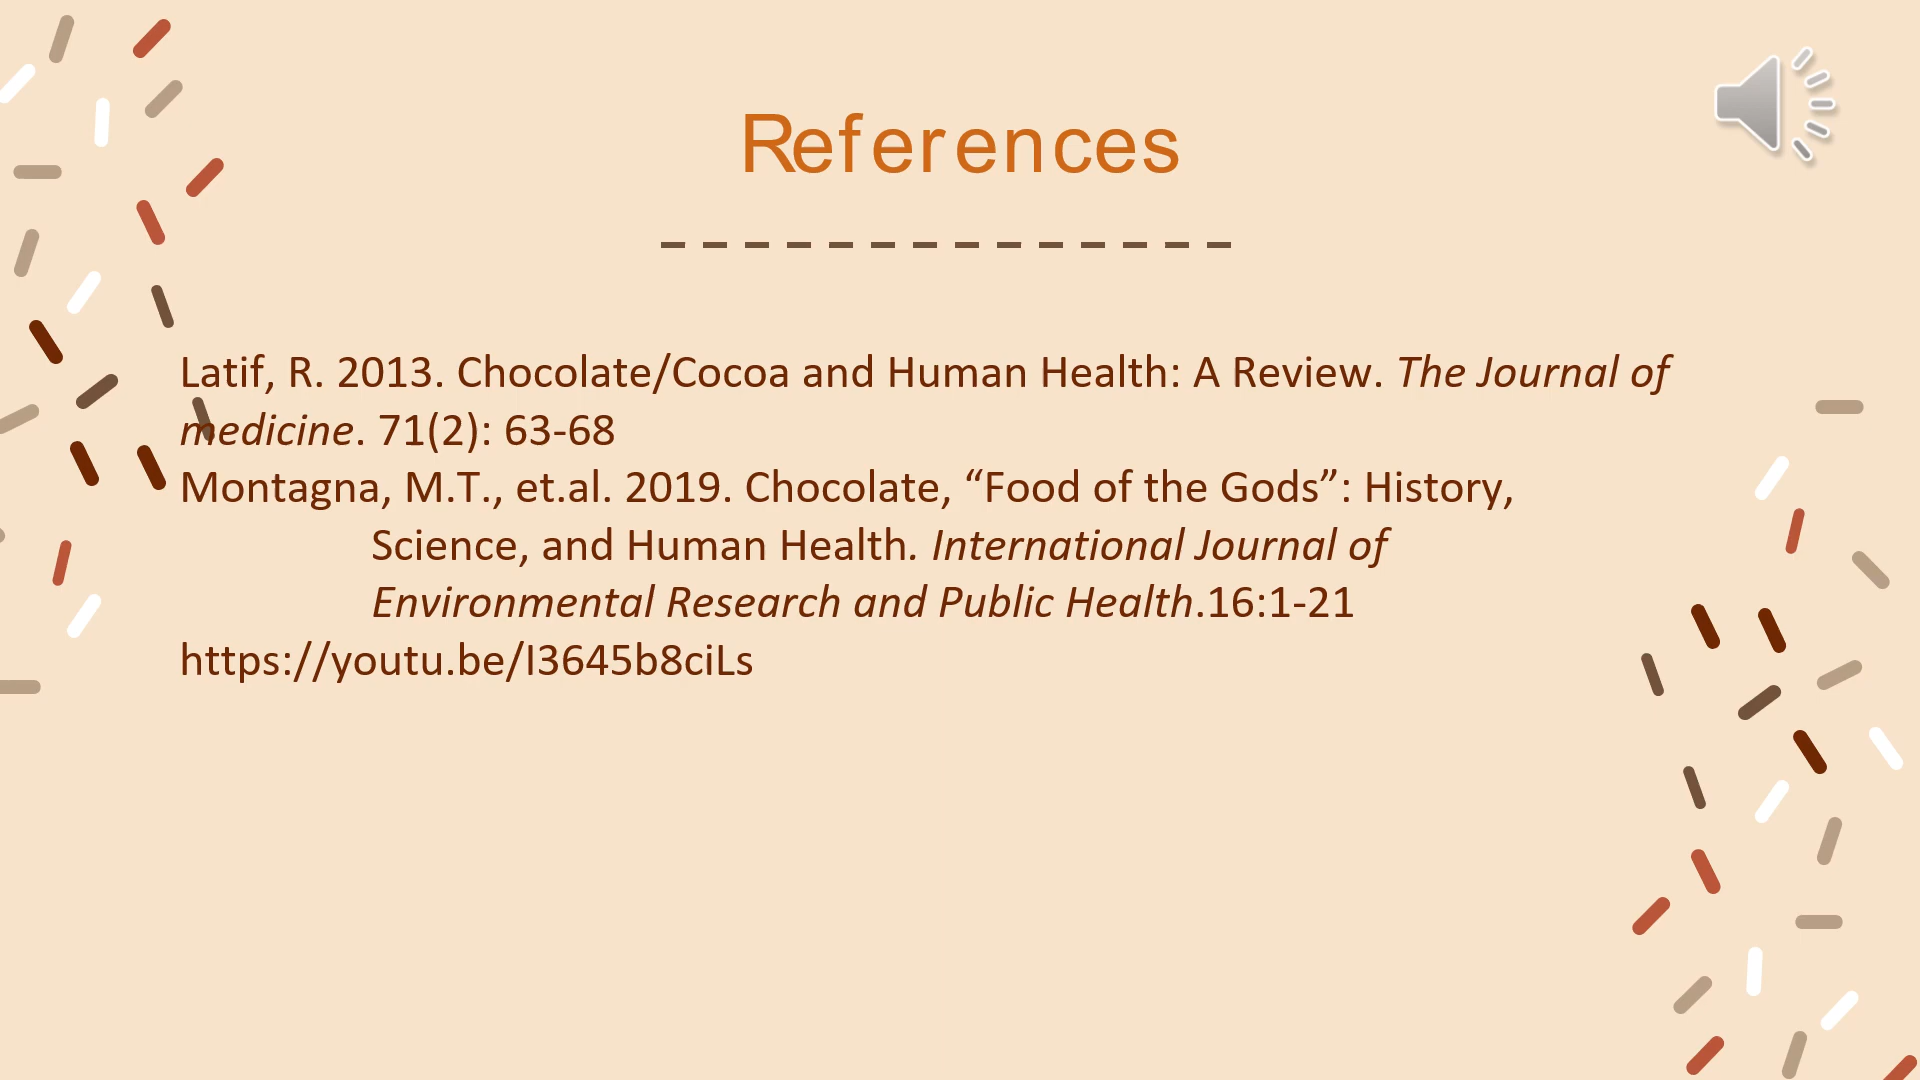 References
Latif, R. 2013. Chocolate/Cocoa and Human Health: A Review. The Journal of
medicine. 71(2): 63-68
Montagna, M.T., et.al. 2019. Chocolate, “Food of the Gods”: History,
Science, and Human Health. International Journal of
Environmental Research and Public Health.16:1-21
https://youtu.be/I3645b8ciLs